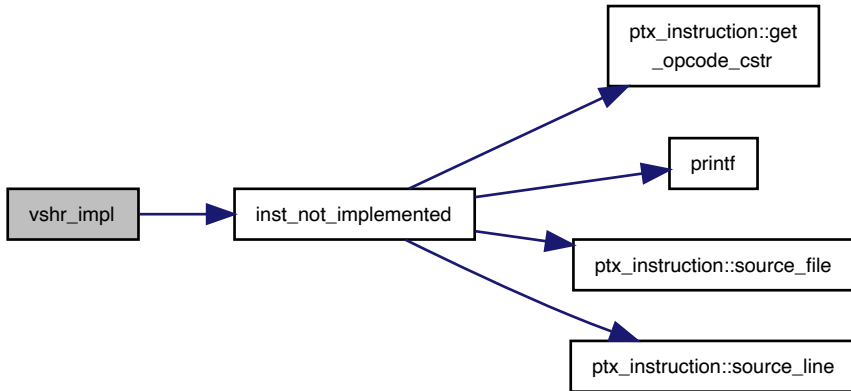 vshr_impl
inst_not_implemented
ptx_instruction::get
_opcode_cstr
printf
ptx_instruction::source_file
ptx_instruction::source_line